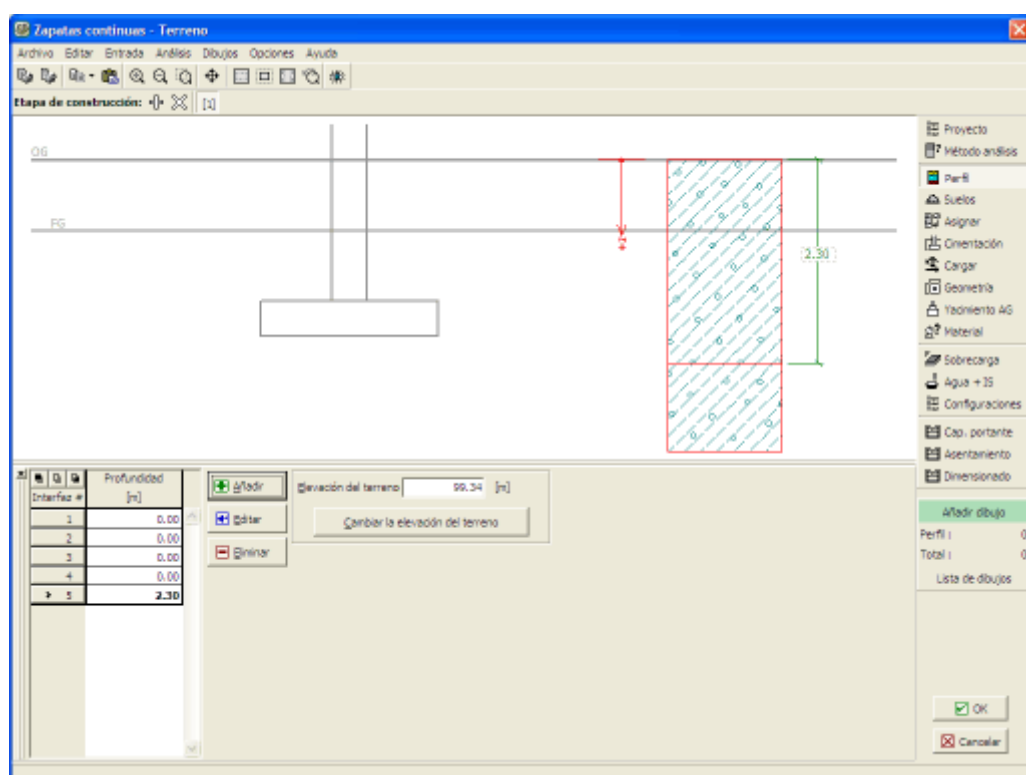 Zapatas continuas - Terreno
Archivo Editar Entrada Análisis Dibujos Opciones Ayuda
Etapa de construcción: [1]
OG
FG
+z
2.30
Proyecto
Método análisis
Perfil
Suelos
Asignar
Cimentación
Cargar
Geometría
Yacimiento AG
Material
Sobrecarga
Agua + IS
Configuraciones
Cap. portante
Asentamiento
Dimensionado
Añadir dibujo
Perfil : 0
Total : 0
Lista de dibujos
OK
Cancelar
Interfaz #
Profundidad
[m]
1 0.00
2 0.00
3 0.00
4 0.00
5 2.30
Añadir
Editar
Eliminar
Elevación del terreno 99.34 [m]
Cambiar la elevación del terreno